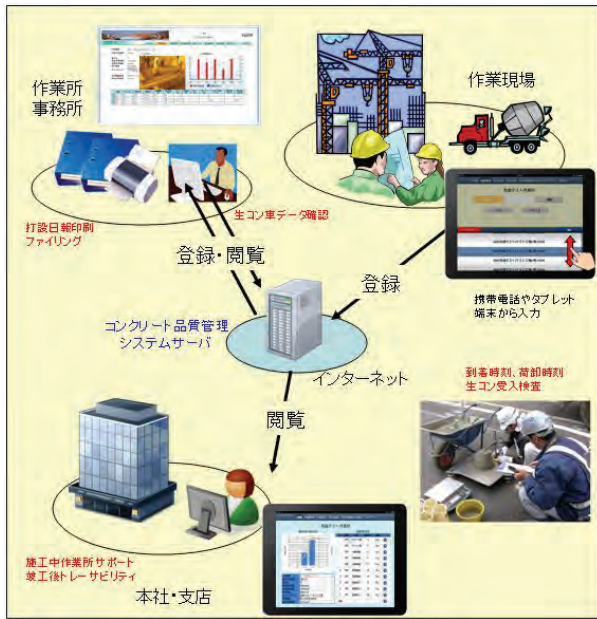 作業所
事務所
作業現場
打設日報印刷
ファイリング
生コン車データ確認
登録・閲覧
登録
携帯電話やタブレット
端末から入力
コンクリート品質管理
システムサーバ
インターネット
到着時刻、荷卸時刻
生コン受入検査
閲覧
施工中作業所サポート
竣工後トレーサビリティ
本社・支店